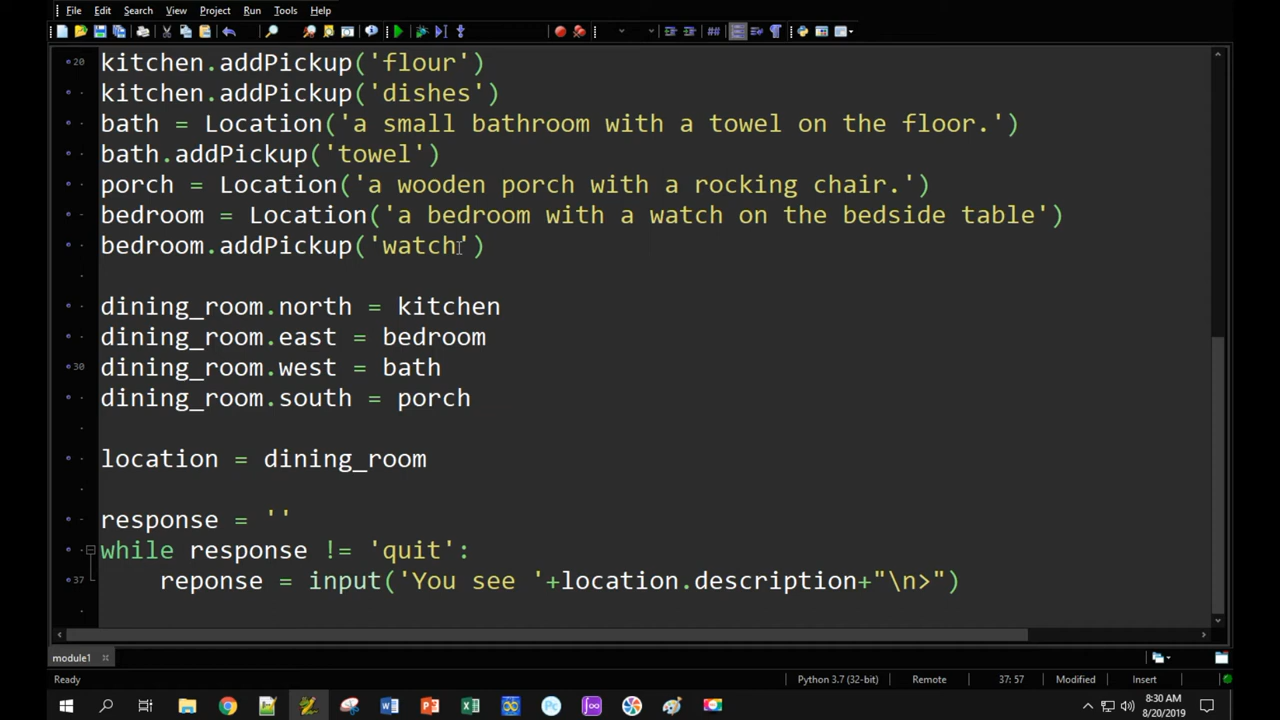 File Edit Search View Project Run Tools Help
20 kitchen.addPickup('flour')
kitchen.addPickup('dishes')
bath = Location('a small bathroom with a towel on the floor.')
bath.addPickup('towel')
porch = Location('a wooden porch with a rocking chair.')
bedroom = Location('a bedroom with a watch on the bedside table')
bedroom.addPickup('watch')
dining_room.north = kitchen
dining_room.east = bedroom
30 dining_room.west = bath
dining_room.south = porch
location = dining_room
response = ''
while response != 'quit':
37 reponse = input('You see '+location.description+"\n>")
module1
Ready Python 3.7 (32-bit) Remote 37: 57 Modified Insert
8:30 AM
8/20/2019